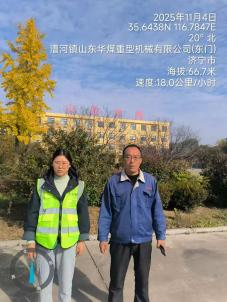 2025年11月4日
35.6438N 116.7847E
20° 北
漕河镇山东华煤重型机械有限公司(东门)
济宁市
海拔:66.7米
速度:18.0公里/小时